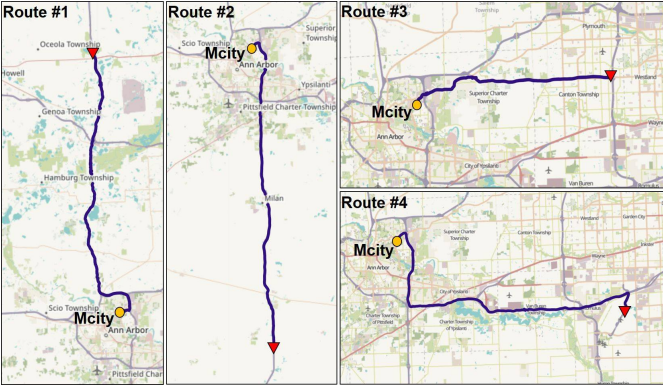 Route #1
Oceola Township
Howell
Genoa Township
Hamburg Township
Scio Township
Mcity
Ann Arbor
Pittsfield Char
Route #2
Superior
Township
Scio Township
Mcity
Ann Arbor
Ypsilanti
Pittsfield Charter Township
Milan
Route #3
Plymouth
Westland
Superior Charter
Township
Canton Township
Mcity
Wayne
Ann Arbor
City of Ypsilanti
Van Buren
Route #4
Superior Charter
Township
Canton Township
Westland
Garden City
Mcity
Wayne
Inkster
Ann Arbor
City of Ypsilanti
Van Buren
Charter Township
of Pittsfield
Charter Township
of Ypsilanti